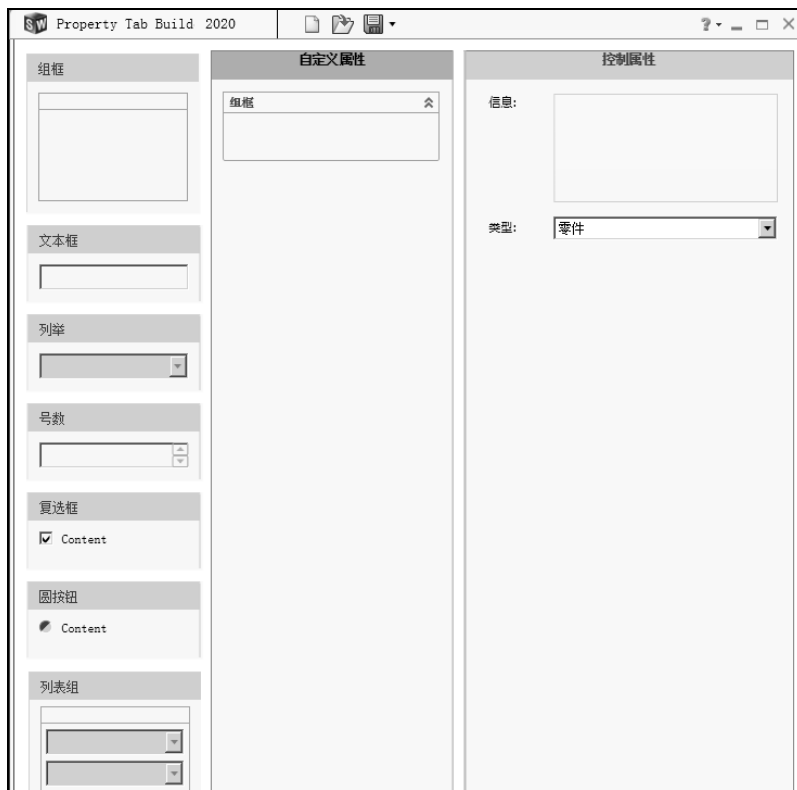 SW Property Tab Build 2020
?
组框
文本框
列举
号数
复选框
Content
圆按钮
Content
列表组
自定义属性
组框
控制属性
信息:
类型: 零件